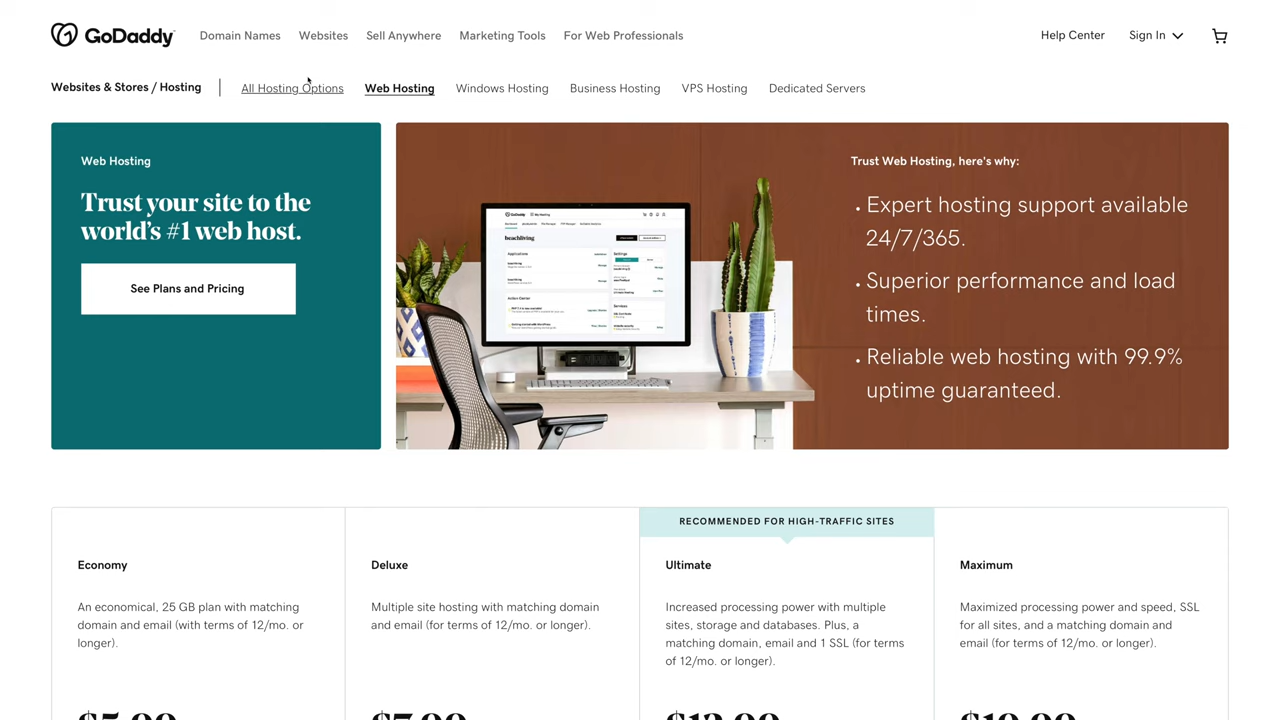 GoDaddy
Domain Names Websites Sell Anywhere Marketing Tools For Web Professionals
Help Center Sign In
Websites & Stores / Hosting
All Hosting Options Web Hosting Windows Hosting Business Hosting VPS Hosting Dedicated Servers
Web Hosting
Trust your site to the
world's #1 web host.
See Plans and Pricing
beachliving
Trust Web Hosting, here's why:
• Expert hosting support available
24/7/365.
• Superior performance and load
times.
• Reliable web hosting with 99.9%
uptime guaranteed.
Economy
An economical, 25 GB plan with matching
domain and email (with terms of 12/mo. or
longer).
Deluxe
Multiple site hosting with matching domain
and email (for terms of 12/mo. or longer).
RECOMMENDED FOR HIGH-TRAFFIC SITES
Ultimate
Increased processing power with multiple
sites, storage and databases. Plus, a
matching domain, email and 1 SSL (for terms
of 12/mo. or longer).
Maximum
Maximized processing power and speed, SSL
for all sites, and a matching domain and
email (for terms of 12/mo. or longer).